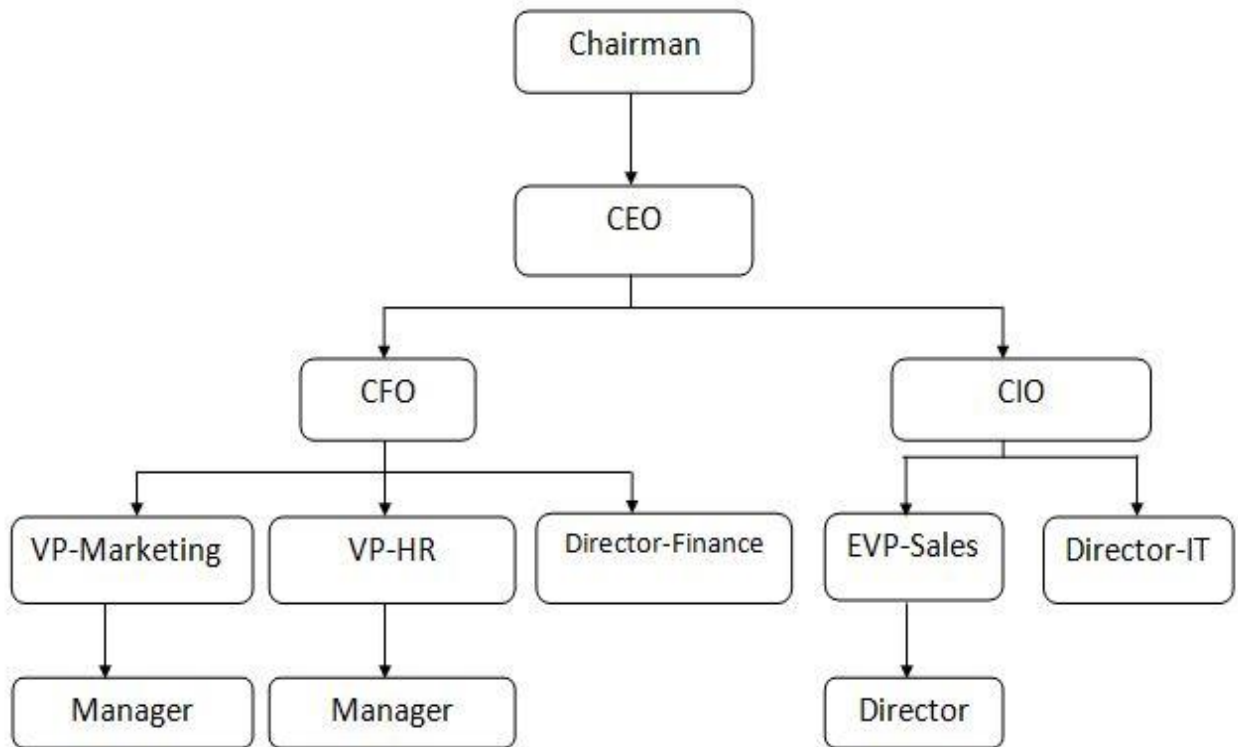 Chairman
CEO
CFO
CIO
VP-Marketing
VP-HR
Director-Finance
EVP-Sales
Director-IT
Manager
Manager
Director